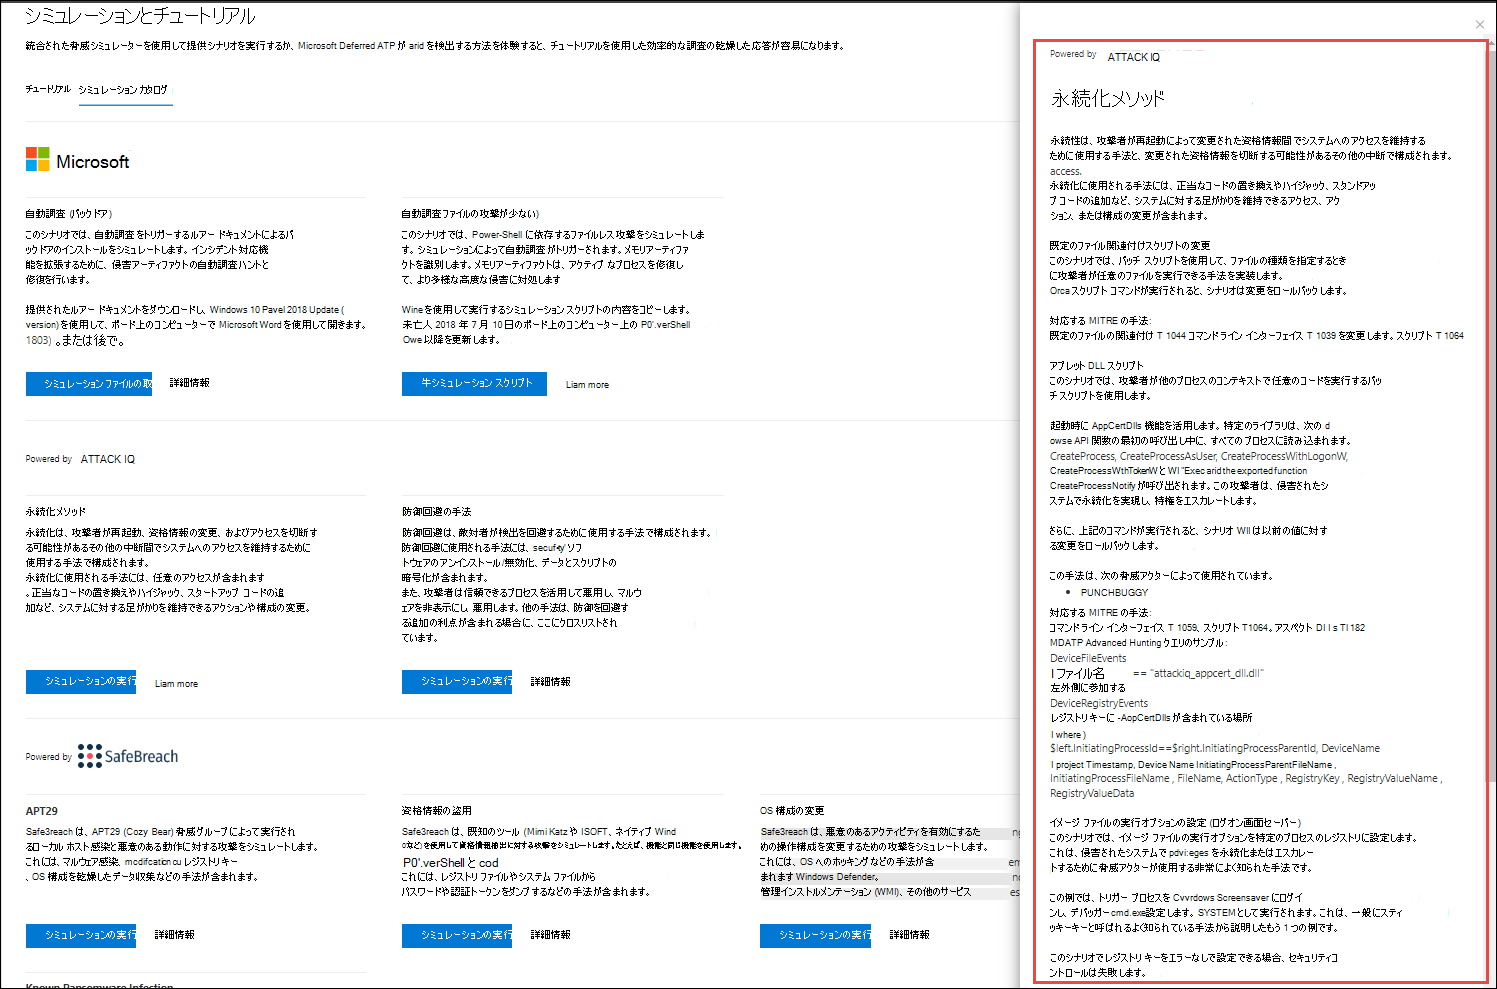 シミュレーションとチュートリアル
統合された脅威シミュレーターを使用して提供シナリオを実行するか、Microsoft Deferred ATP が arid を検出する方法を体験すると、チュートリアルを使用した効率的な調査の乾燥した応答が容易になります。
チュートリアル シミュレーション カタログ
Microsoft
自動調査 (バックドア)
このシナリオでは、自動調査をトリガーするルアー ドキュメントによるバ
ックドアのインストールをシミュレートします。インシデント対応機
能を拡張するために、侵害アーティファクトの自動調査ハントと
修復を行います。
提供されたルアー ドキュメントをダウンロードし、Windows 10 Pavel 2018 Update (
version) を使用して、ボード上のコンピューターで Microsoft Word を使用して開きます。
1803) 。または後で。
シミュレーション ファイルの取 詳細情報
自動調査ファイルの攻撃が少ない)
このシナリオでは、Power-Shell に依存するファイルレス攻撃をシミュレートしま
す。シミュレーションによって自動調査がトリガーされます。メモリアーティファ
クトを識別します。メモリアーティファクトは、アクティブ なプロセスを修復し
て、より多様な高度な侵害に対処します
Wine を使用して実行するシミュレーション スクリプトの内容をコピーします。
未亡人 2018 年 7 月 10日のボード上のコンピューター上の P0'.verShell
Owe 以降を更新します。
牛シミュレーション スクリプト Liam more
Powered by ATTACK IQ
永続化メソッド
永続化は、攻撃者が再起動、資格情報の変更、およびアクセスを切断す
る可能性があるその他の中断間でシステムへのアクセスを維持するために
使用する手法で構成されます。
永続化に使用される手法には、任意のアクセスが含まれます
。正当なコードの置き換えやハイジャック、スタートアップ コードの追
加など、システムに対する足がかりを維持できるアクションや構成の変更。
シミュレーションの実行 Liam more
防御回避の手法
防御回避は、敵対者が検出を回避するために使用する手法で構成されます。
防御回避に使用される手法には、secufey ソフ
トウェアのアンインストール/無効化、データとスクリプトの
暗号化が含まれます。
また、攻撃者は信頼できるプロセスを活用して悪用し、マルウ
ェアを非表示にし、悪用します。他の手法は、防御を回避す
る追加の利点が含まれる場合に、ここにクロスリストされ
ています。
シミュレーションの実行 詳細情報
Powered by SafeBreach
APT29
Safe3reach は、APT29 (Cozy Bear) 脅威グループによって実行され
るローカル ホスト感染と悪意のある動作に対する攻撃をシミュレートします。
これには、マルウェア感染、modification cu レジストリ キー
、OS 構成を乾燥したデータ収集などの手法が含まれます。
シミュレーションの実行 詳細情報
資格情報の盗用
Safe3reach は、既知のツール (Mimi Katz や ISOFT、ネイティブ Wind
oなど)を使用して資格情報抽出に対する攻撃をシミュレートします。たとえば、機能と同じ機能を使用します。
P0'.verShell と cod
これには、レジストリ ファイルやシステム ファイルから
パスワードや認証トークンをダンプするなどの手法が含まれます。
シミュレーションの実行 詳細情報
OS 構成の変更
Safe3reach は、悪意のあるアクティビティを有効にするた
めの操作構成を変更するための攻撃をシミュレートします。
これには、OS へのホッキングなどの手法が含
まれます Windows Defender。
管理インストルメンテーション (WMI)、その他のサービス
シミュレーションの実行 詳細情報
Known Ransomware Infection
Powered by ATTACK IQ
永続化メソッド
永続性は、攻撃者が再起動によって変更された資格情報間でシステムへのアクセスを維持する
ために使用する手法と、変更された資格情報を切断する可能性があるその他の中断で構成されます。
access.
永続化に使用される手法には、正当なコードの置き換えやハイジャック、スタンドアッ
プ コードの追加など、システムに対する足がかりを維持できるアクセス、アク
ション、または構成の変更が含まれます。
既定のファイル関連付けスクリプトの変更
このシナリオでは、バッチ スクリプトを使用して、ファイルの種類を指定するとき
に攻撃者が任意のファイルを実行できる手法を実装します。
Orca スクリプト コマンドが実行されると、シナリオは変更をロールバックします。
対応する MITRE の手法:
既定のファイルの関連付け T 1044 コマンドライン インターフェイス T 1039 を変更します。スクリプト T 1064
アプレット DLL スクリプト
このシナリオでは、攻撃者が他のプロセスのコンテキストで任意のコードを実行するバッ
チ スクリプトを使用します。
起動時に AppCertDlls 機能を活用します。特定のライブラリは、次の d
owse API 関数の最初の呼び出し中に、すべてのプロセスに読み込まれます。
CreateProcess, CreateProcessAsUser, CreateProcessWithLogonW,
CreateProcessWthTokenW と WI "Exec arid the exported function
CreateProcessNotify が呼び出されます。この攻撃者は、侵害されたシ
ステムで永続化を実現し、特権をエスカレートします。
さらに、上記のコマンドが実行されると、シナリオ WII は以前の値に対す
る変更をロールバックします。
この手法は、次の脅威アクターによって使用されています。
• PUNCHBUGGY
対応する MITRE の手法:
コマンドライン インターフェイス T 1059、スクリプト T1064。アスペクト DI I s TI 182
MDATP Advanced Hunting クエリのサンプル:
DeviceFileEvents
I ファイル名 == "attackiq_appcert_dll.dll"
左外側に参加する
DeviceRegistryEvents
レジストリ キーに -AopCertDlls が含まれている場所
I where )
$left.InitiatingProcessId==$right.InitiatingProcessParentId, DeviceName
I project Timestamp, Device Name InitiatingProcessParentFileName ,
InitiatingProcessFileName , FileName, ActionType , RegistryKey , RegistryValueName ,
RegistryValueData
イメージ ファイルの実行オプションの設定 (ログオン画面セーバー)
このシナリオでは、イメージ ファイルの実行オプションを特定のプロセスのレジストリに設定します。
これは、侵害されたシステムで pdvi:eges を永続化またはエスカレー
トするために脅威アクターが使用する非常によく知られた手法です。
この例では、トリガー プロセスを Cvvrdows Screensaver にログイ
ンし、デバッガー cmd.exe設定します。SYSTEMとして実行されます。これは、一般にスティ
ッキーキーと呼ばれるよく知られている手法から説明したもう 1 つの例です。
このシナリオでレジストリ キーをエラーなしで設定できる場合、セキュリティコ
ントロールは失敗します。